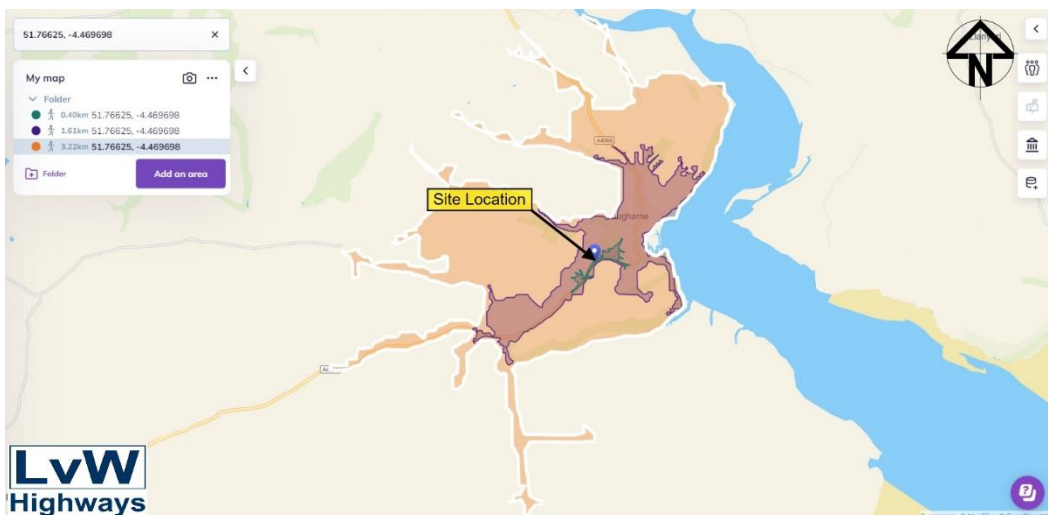 51.76625, -4.469698
My map
Folder
0.40km 51.76625, -4.469698
1.61km 51.76625, -4.469698
3.22km 51.76625, -4.469698
Folder
Add an area
N
A4066
Site Location
LvW
Highways